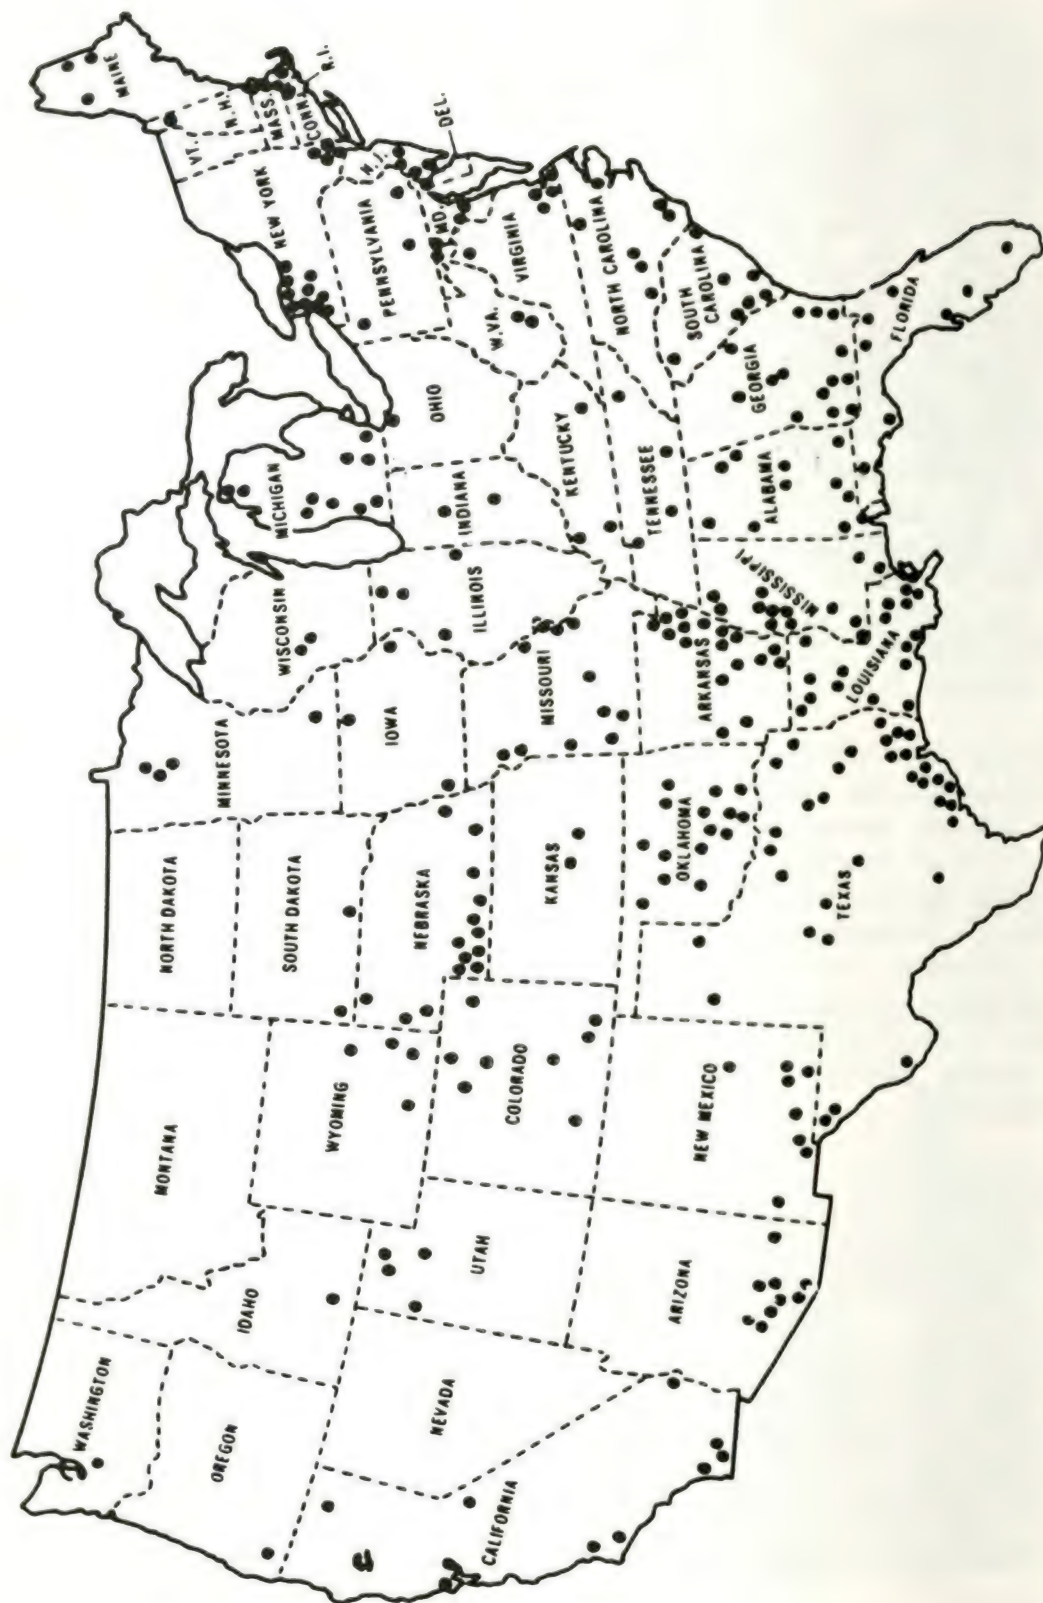 WASHINGTON
OREGON
CALIFORNIA
NEVADA
IDAHO
MONTANA
WYOMING
UTAH
ARIZONA
COLORADO
NEW MEXICO
NORTH DAKOTA
SOUTH DAKOTA
NEBRASKA
KANSAS
OKLAHOMA
TEXAS
MINNESOTA
IOWA
MISSOURI
ARKANSAS
LOUISIANA
WISCONSIN
ILLINOIS
MICHIGAN
INDIANA
OHIO
KENTUCKY
TENNESSEE
MISSISSIPPI
ALABAMA
GEORGIA
FLORIDA
SOUTH
CAROLINA
NORTH CAROLINA
VIRGINIA
W.VA.
MD.
DEL.
PENNSYLVANIA
N.J.
NEW YORK
CONN.
R.I.
MASS.
VT.
N.H.
MAINE